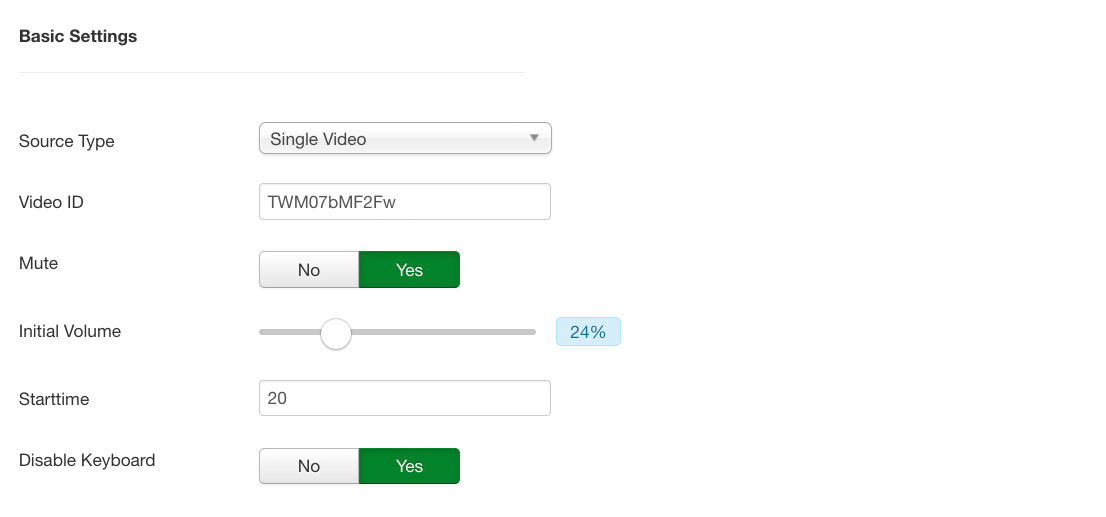 Basic Settings
Source Type
Single Video
Video ID
TWM07bMF2Fw
Mute
No
Yes
Initial Volume
24%
Starttime
20
Disable Keyboard
No
Yes